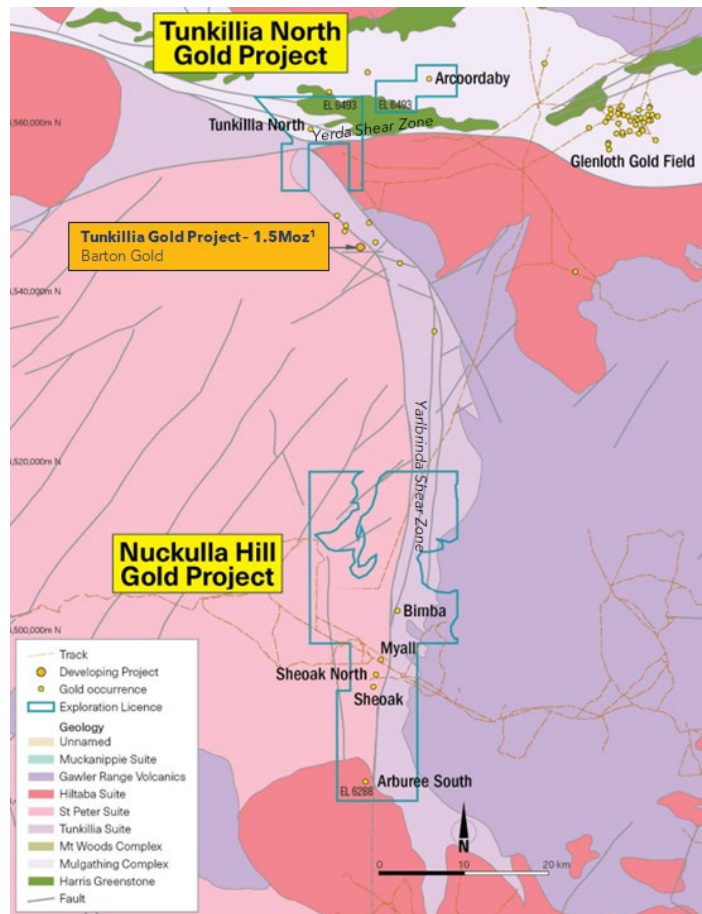 Tunkillia North
Gold Project
Arcoordaby
EL 6493
EL 6493
Tunkillia North
Yerda Shear Zone
,560,000m N
Glenloth Gold Field
Tunkillia Gold Project – 1.5Moz¹
Barton Gold
,540,000m N
Yarlbrinda Shear Zone
,520,000m N
Nuckulla Hill
Gold Project
Bimba
,500,000m N
Myall
Sheoak North
Sheoak
Arburee South
EL 6288
N
0 10 20 km
Track
Developing Project
Gold occurrence
Exploration Licence
Geology
Unnamed
Muckanippie Suite
Gawler Range Volcanics
Hiltaba Suite
St Peter Suite
Tunkillia Suite
Mt Woods Complex
Mulgathing Complex
Harris Greenstone
Fault